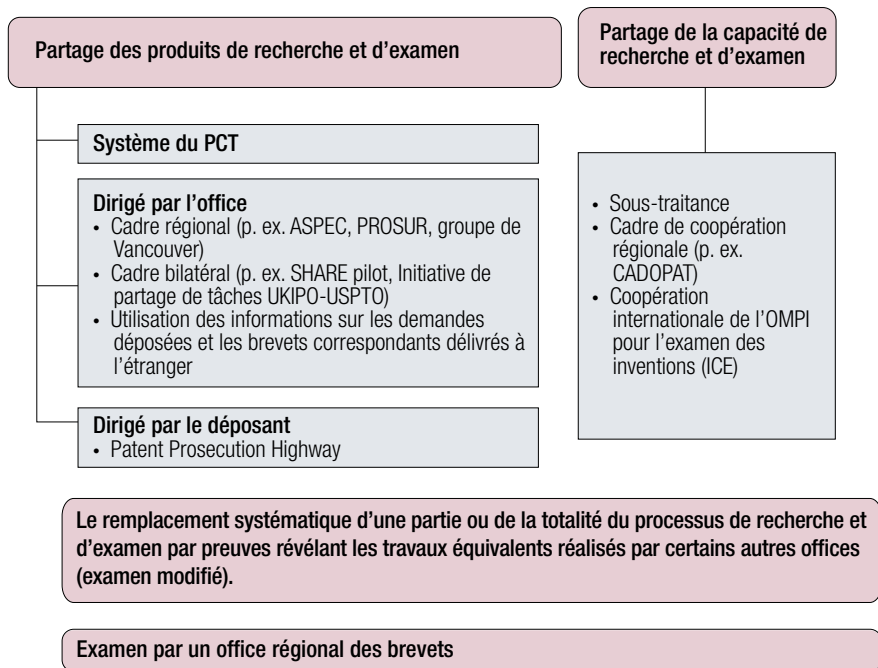 Partage des produits de recherche et d'examen
Partage de la capacité de
recherche et d'examen
Système du PCT
Dirigé par l'office
• Cadre régional (p. ex. ASPEC, PROSUR, groupe de
Vancouver)
• Cadre bilatéral (p. ex. SHARE pilot, Initiative de
partage de tâches UKIPO-USPTO)
• Utilisation des informations sur les demandes
déposées et les brevets correspondants délivrés à
l'étranger
Dirigé par le déposant
• Patent Prosecution Highway
• Sous-traitance
• Cadre de coopération
régionale (p. ex.
CADOPAT)
• Coopération
internationale de l'OMPI
pour l'examen des
inventions (ICE)
Le remplacement systématique d'une partie ou de la totalité du processus de recherche et
d'examen par preuves révélant les travaux équivalents réalisés par certains autres offices
(examen modifié).
Examen par un office régional des brevets